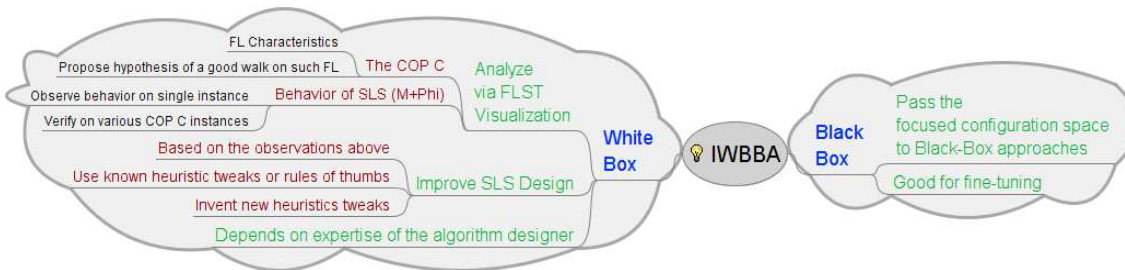 FL Characteristics
Propose hypothesis of a good walk on such FL
The COP C
Observe behavior on single instance
Verify on various COP C instances
Behavior of SLS (M+Phi)
Analyze
via FLST
Visualization
Based on the observations above
Use known heuristic tweaks or rules of thumbs
Invent new heuristics tweaks
Improve SLS Design
Depends on expertise of the algorithm designer
White
Box
IWBBA
Black
Box
Pass the
focused configuration space
to Black-Box approaches
Good for fine-tuning